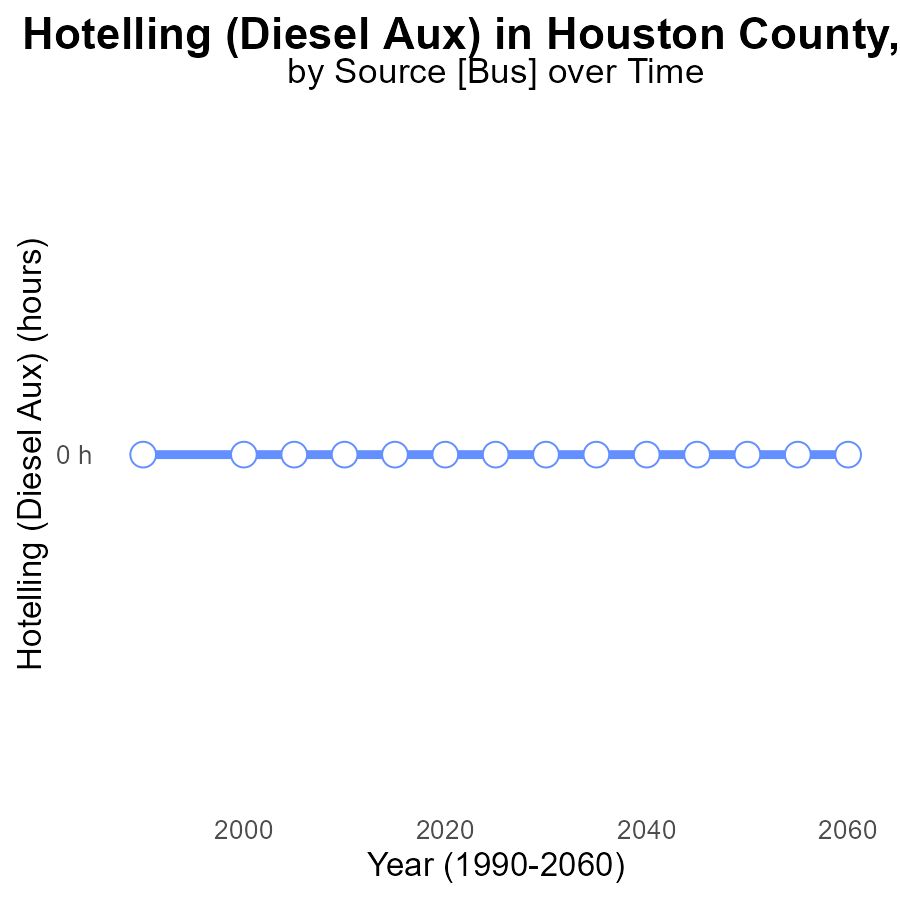 Hotelling (Diesel Aux) in Houston County,
by Source [Bus] over Time
Hotelling (Diesel Aux) (hours)
0 h
2000
2020
2040
2060
Year (1990-2060)